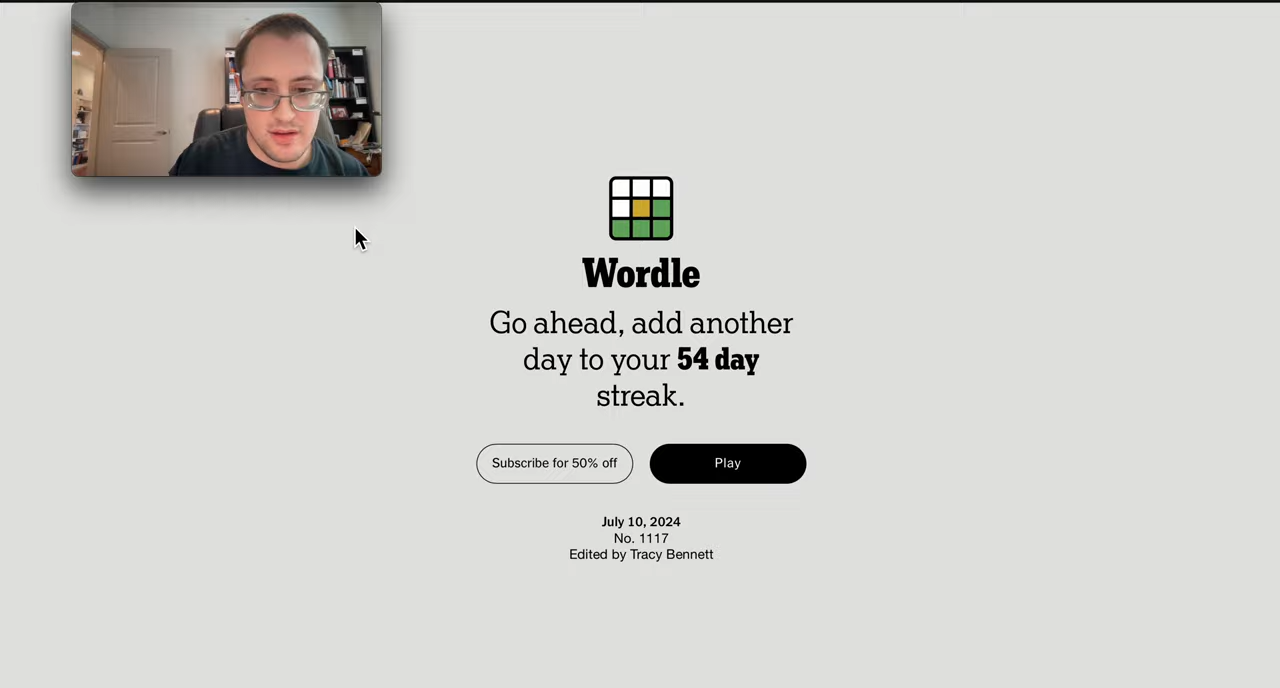 Wordle
Go ahead, add another
day to your 54 day
streak.
Subscribe for 50% off
Play
July 10, 2024
No. 1117
Edited by Tracy Bennett